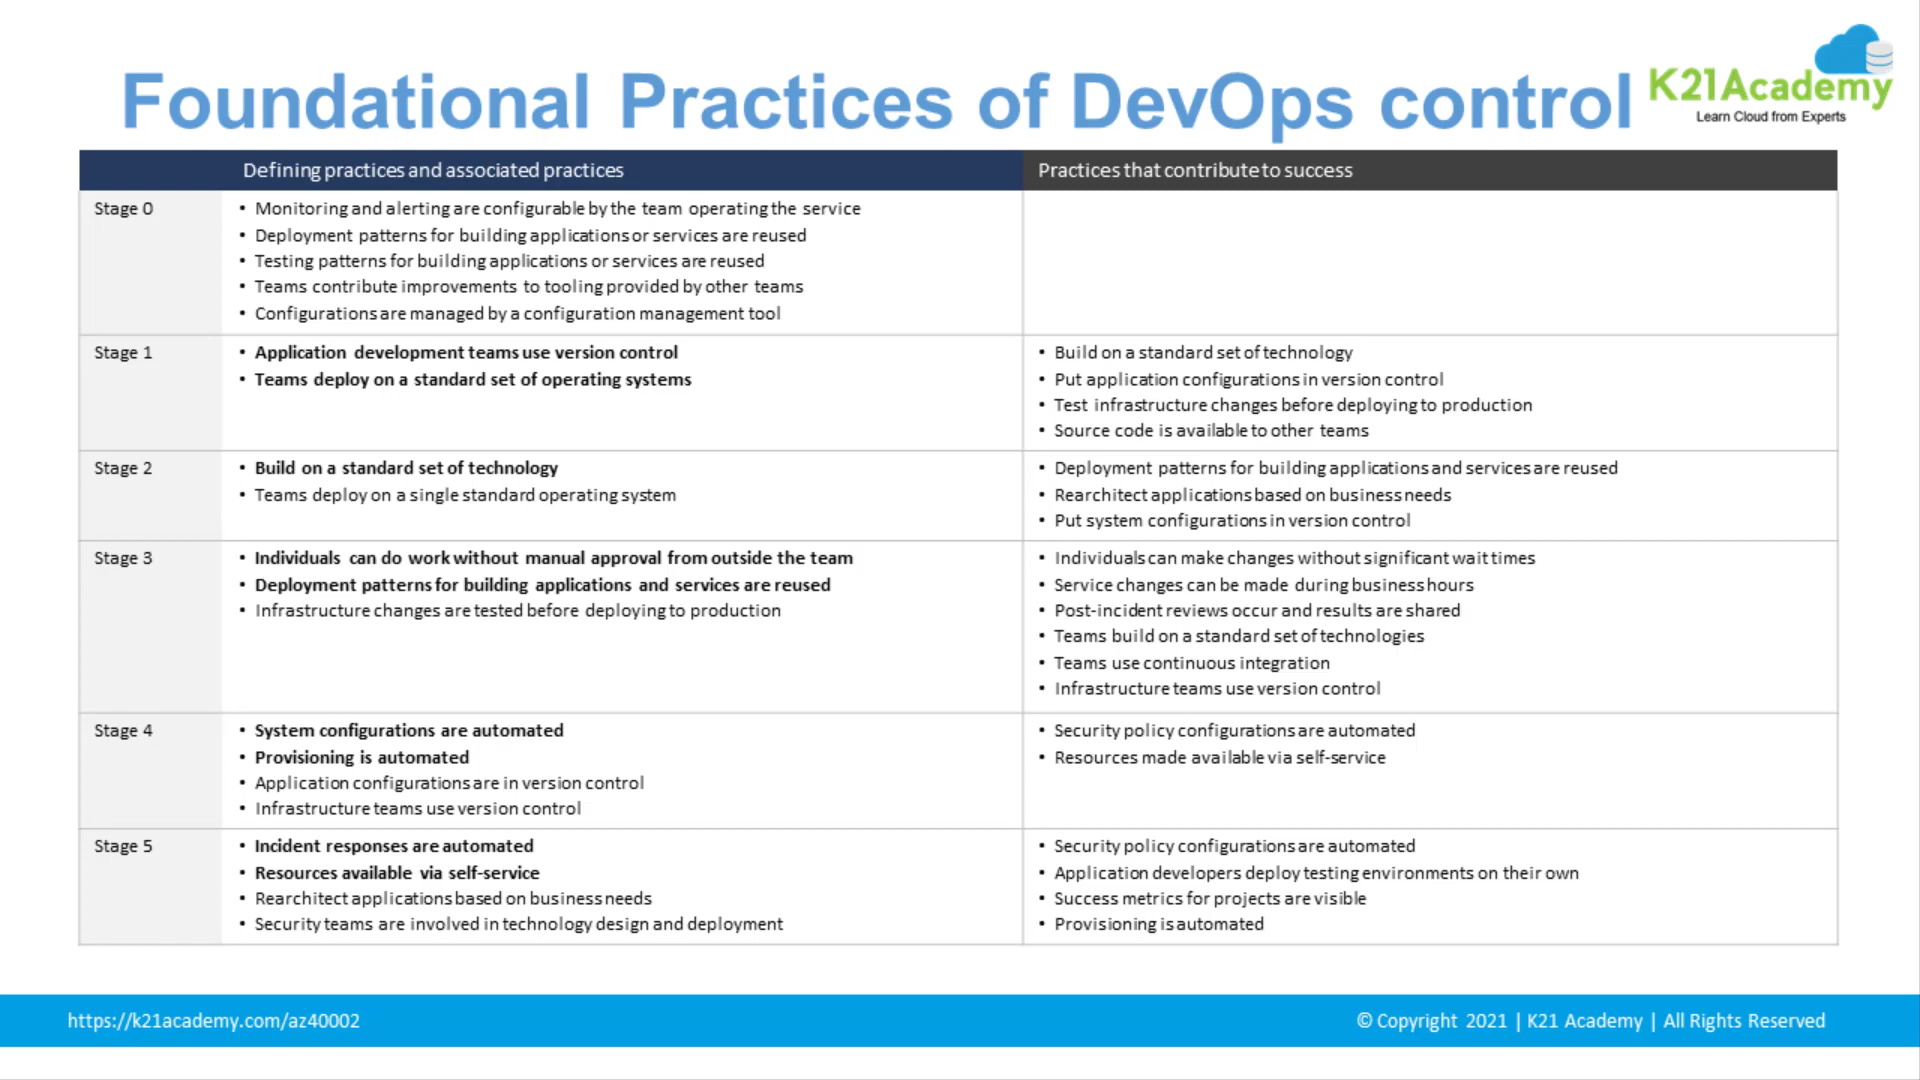 Foundational Practices of DevOps control
K21Academy
Learn Cloud from Experts
Defining practices and associated practices
Practices that contribute to success
Stage 0
• Monitoring and alerting are configurable by the team operating the service
• Deployment patterns for building applications or services are reused
• Testing patterns for building applications or services are reused
• Teams contribute improvements to tooling provided by other teams
• Configurations are managed by a configuration management tool
Stage 1
• Application development teams use version control
• Teams deploy on a standard set of operating systems
• Build on a standard set of technology
• Put application configurations in version control
• Test infrastructure changes before deploying to production
• Source code is available to other teams
Stage 2
• Build on a standard set of technology
• Teams deploy on a single standard operating system
• Deployment patterns for building applications and services are reused
• Rearchitect applications based on business needs
• Put system configurations in version control
Stage 3
• Individuals can do work without manual approval from outside the team
• Deployment patterns for building applications and services are reused
• Infrastructure changes are tested before deploying to production
• Individuals can make changes without significant wait times
• Service changes can be made during business hours
• Post-incident reviews occur and results are shared
• Teams build on a standard set of technologies
• Teams use continuous integration
• Infrastructure teams use version control
Stage 4
• System configurations are automated
• Provisioning is automated
• Application configurations are in version control
• Infrastructure teams use version control
• Security policy configurations are automated
• Resources made available via self-service
Stage 5
• Incident responses are automated
• Resources available via self-service
• Rearchitect applications based on business needs
• Security teams are involved in technology design and deployment
• Security policy configurations are automated
• Application developers deploy testing environments on their own
• Success metrics for projects are visible
• Provisioning is automated
https://k21academy.com/az40002
© Copyright 2021 | K21 Academy | All Rights Reserved